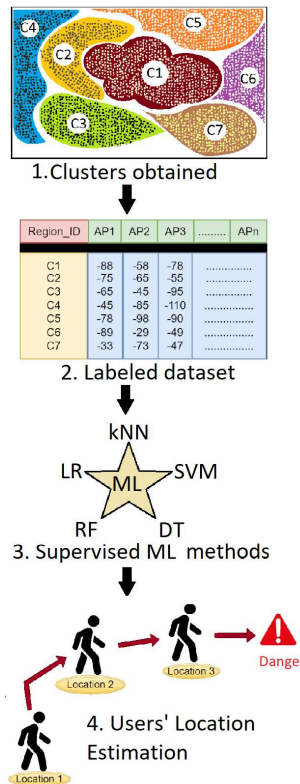 C4
C5
C2
C1
C6
C3
C7
1.Clusters obtained
Region_ID AP1 AP2 AP3 ........ APn
C1 -88 -58 -78 ...............
C2 -75 -65 -55 ...............
C3 -65 -45 -95 ...............
C4 -45 -85 -110 ...............
C5 -78 -98 -90 ...............
C6 -89 -29 -49 ...............
C7 -33 -73 -47 ...............
2. Labeled dataset
kNN
LR ML SVM
RF DT
3. Supervised ML methods
Location 2
Location 3
Dange
4. Users' Location
Estimation
Location 1